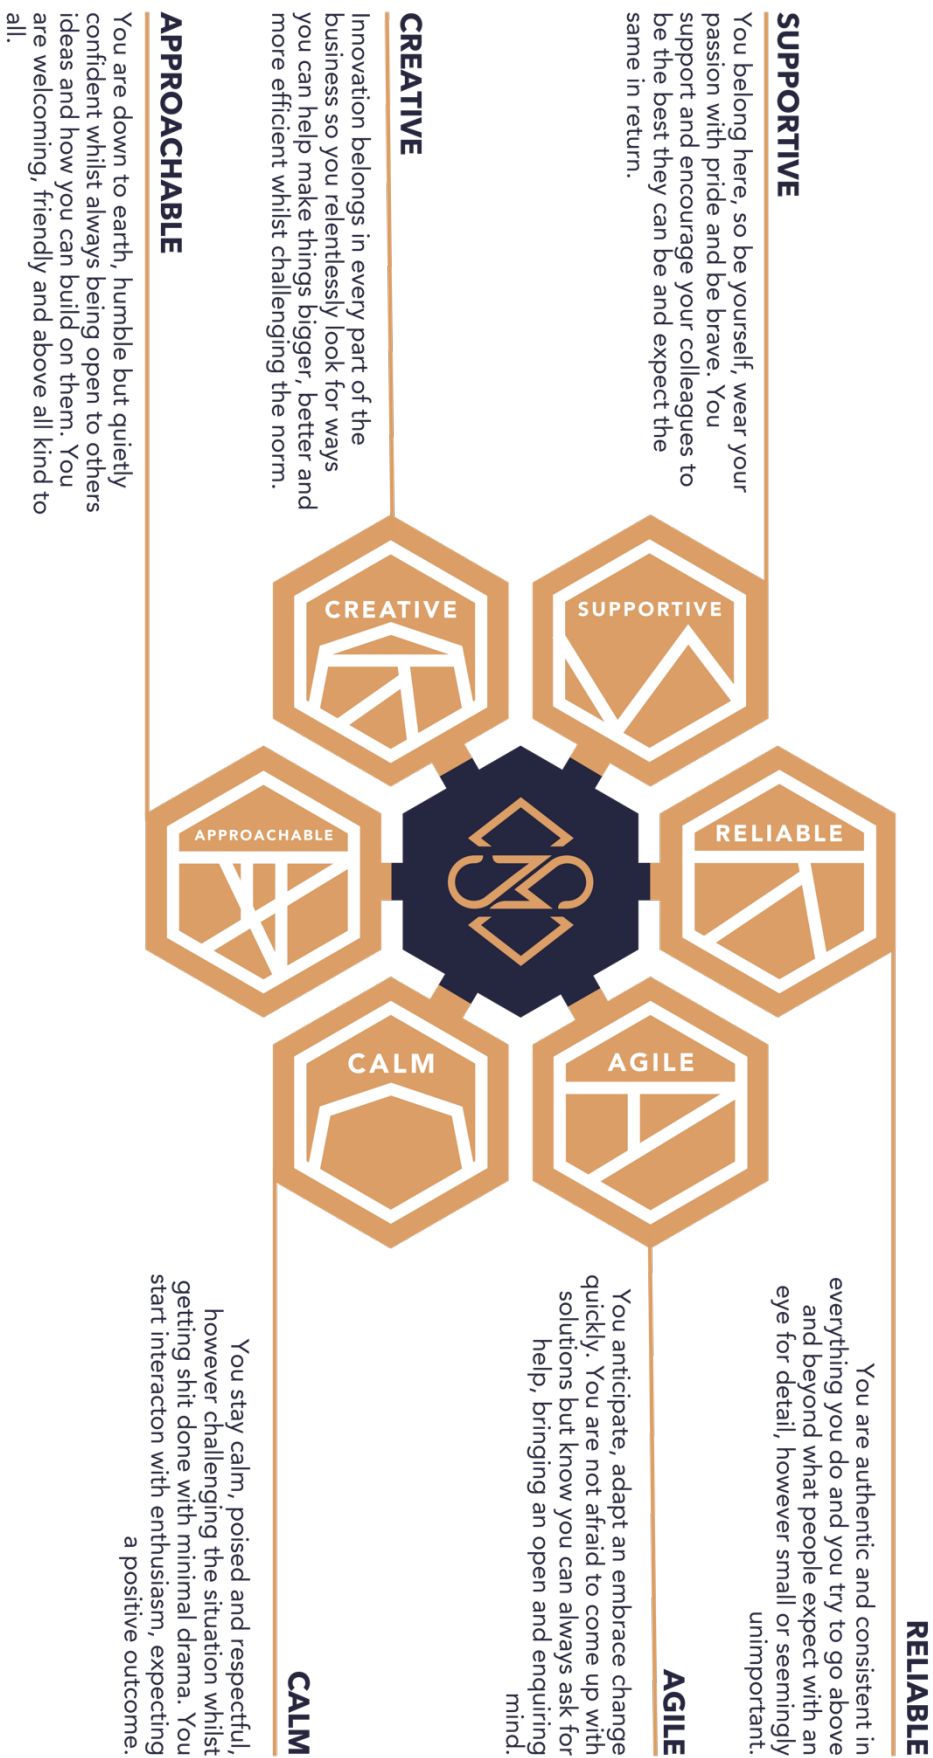 SUPPORTIVE
You belong here, so be yourself, wear your
passion with pride and be brave. You
support and encourage your colleagues to
be the best they can be and expect the
same in return.
CREATIVE
Innovation belongs in every part of the
business so you relentlessly look for ways
you can help make things bigger, better and
more efficient whilst challenging the norm.
APPROACHABLE
You are down to earth, humble but quietly
confident whilst always being open to others
ideas and how you can build on them. You
are welcoming, friendly and above all kind to
all.
SUPPORTIVE
CREATIVE
RELIABLE
APPROACHABLE
AGILE
CALM
RELIABLE
You are authentic and consistent in
everything you do and you try to go above
and beyond what people expect with an
eye for detail, however small or seemingly
unimportant.
AGILE
You anticipate, adapt an embrace change
quickly. You are not afraid to come up with
solutions but know you can always ask for
help, bringing an open and enquiring
mind.
CALM
You stay calm, poised and respectful,
however challenging the situation whilst
getting shit done with minimal drama. You
start interacton with enthusiasm, expecting
a positive outcome.